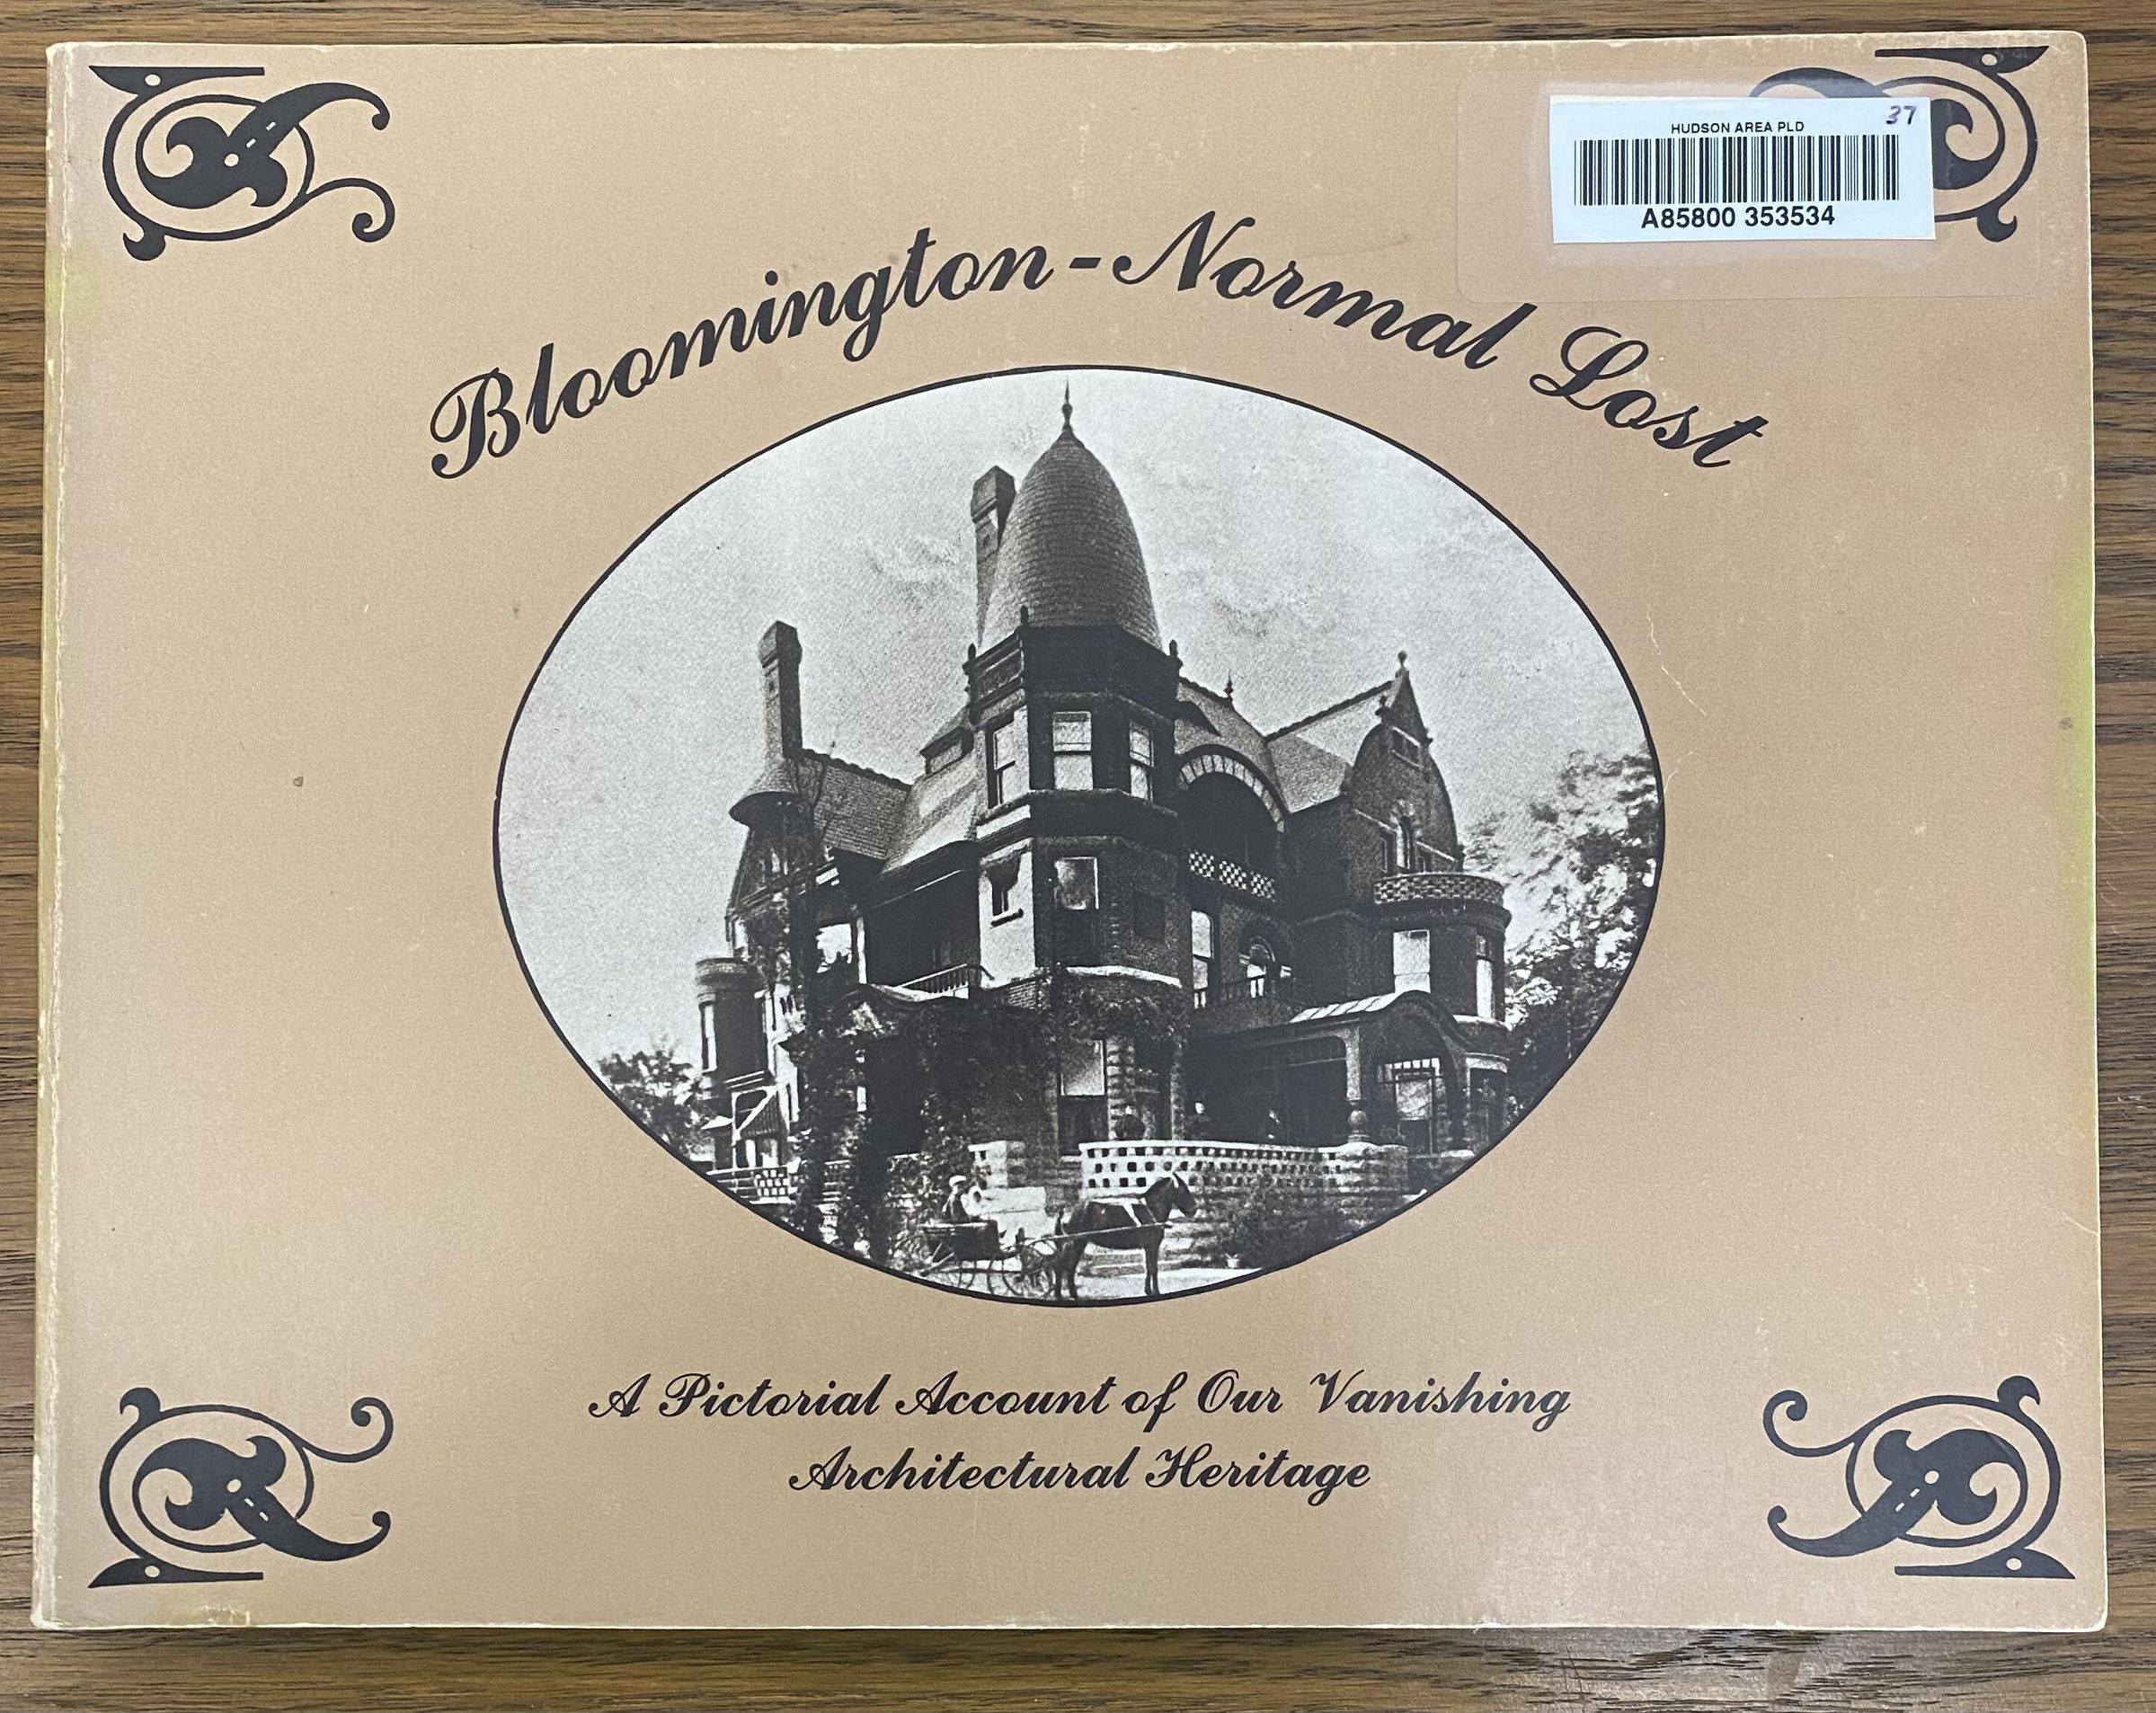 37
HUDSON AREA PLD
A85800 353534
Bloomington-Normal Lost
A Pictorial Account of Our Vanishing
Architectural Heritage